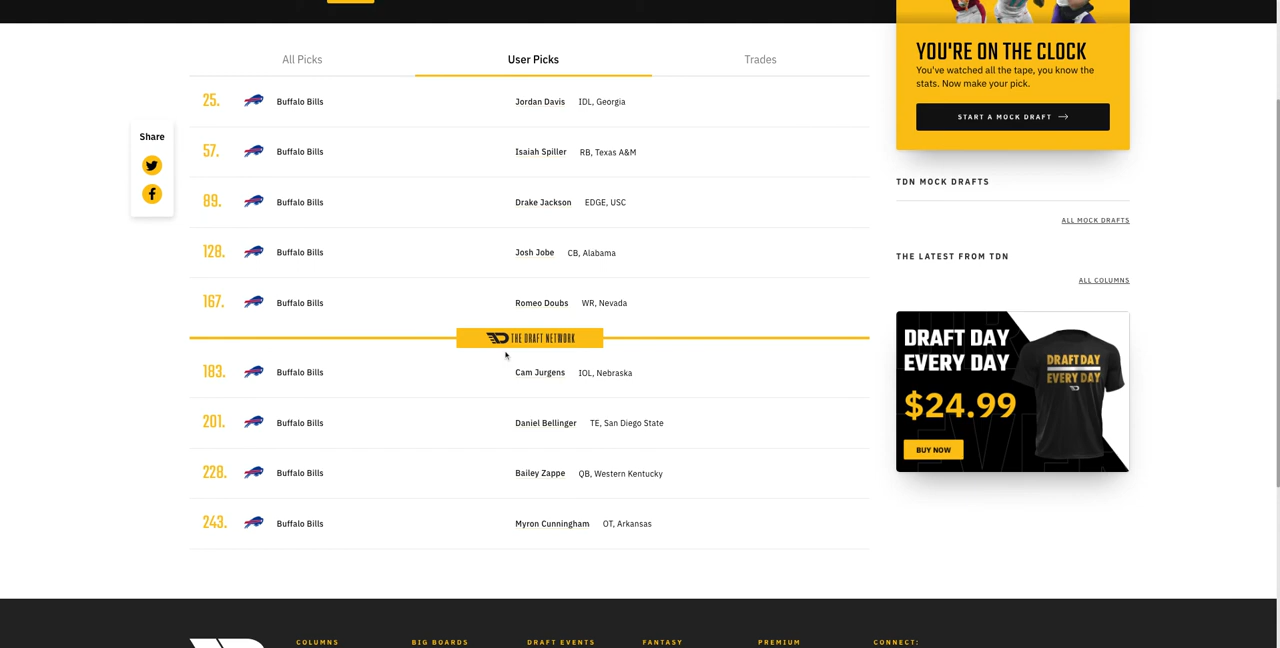 All Picks
User Picks
Trades
25. Buffalo Bills Jordan Davis IDL, Georgia
57. Buffalo Bills Isaiah Spiller RB, Texas A&M
89. Buffalo Bills Drake Jackson EDGE, USC
128. Buffalo Bills Josh Jobe CB, Alabama
167. Buffalo Bills Romeo Doubs WR, Nevada
THE DRAFT NETWORK
183. Buffalo Bills Cam Jurgens IOL, Nebraska
201. Buffalo Bills Daniel Bellinger TE, San Diego State
228. Buffalo Bills Bailey Zappe QB, Western Kentucky
243. Buffalo Bills Myron Cunningham OT, Arkansas
Share
YOU'RE ON THE CLOCK
You've watched all the tape, you know the
stats. Now make your pick.
START A MOCK DRAFT →
TDN MOCK DRAFTS
ALL MOCK DRAFTS
THE LATEST FROM TDN
ALL COLUMNS
DRAFT DAY
EVERY DAY
$24.99
BUY NOW
DRAFT DAY
EVERY DAY
COLUMNS BIG BOARDS DRAFT EVENTS FANTASY PREMIUM CONNECT: